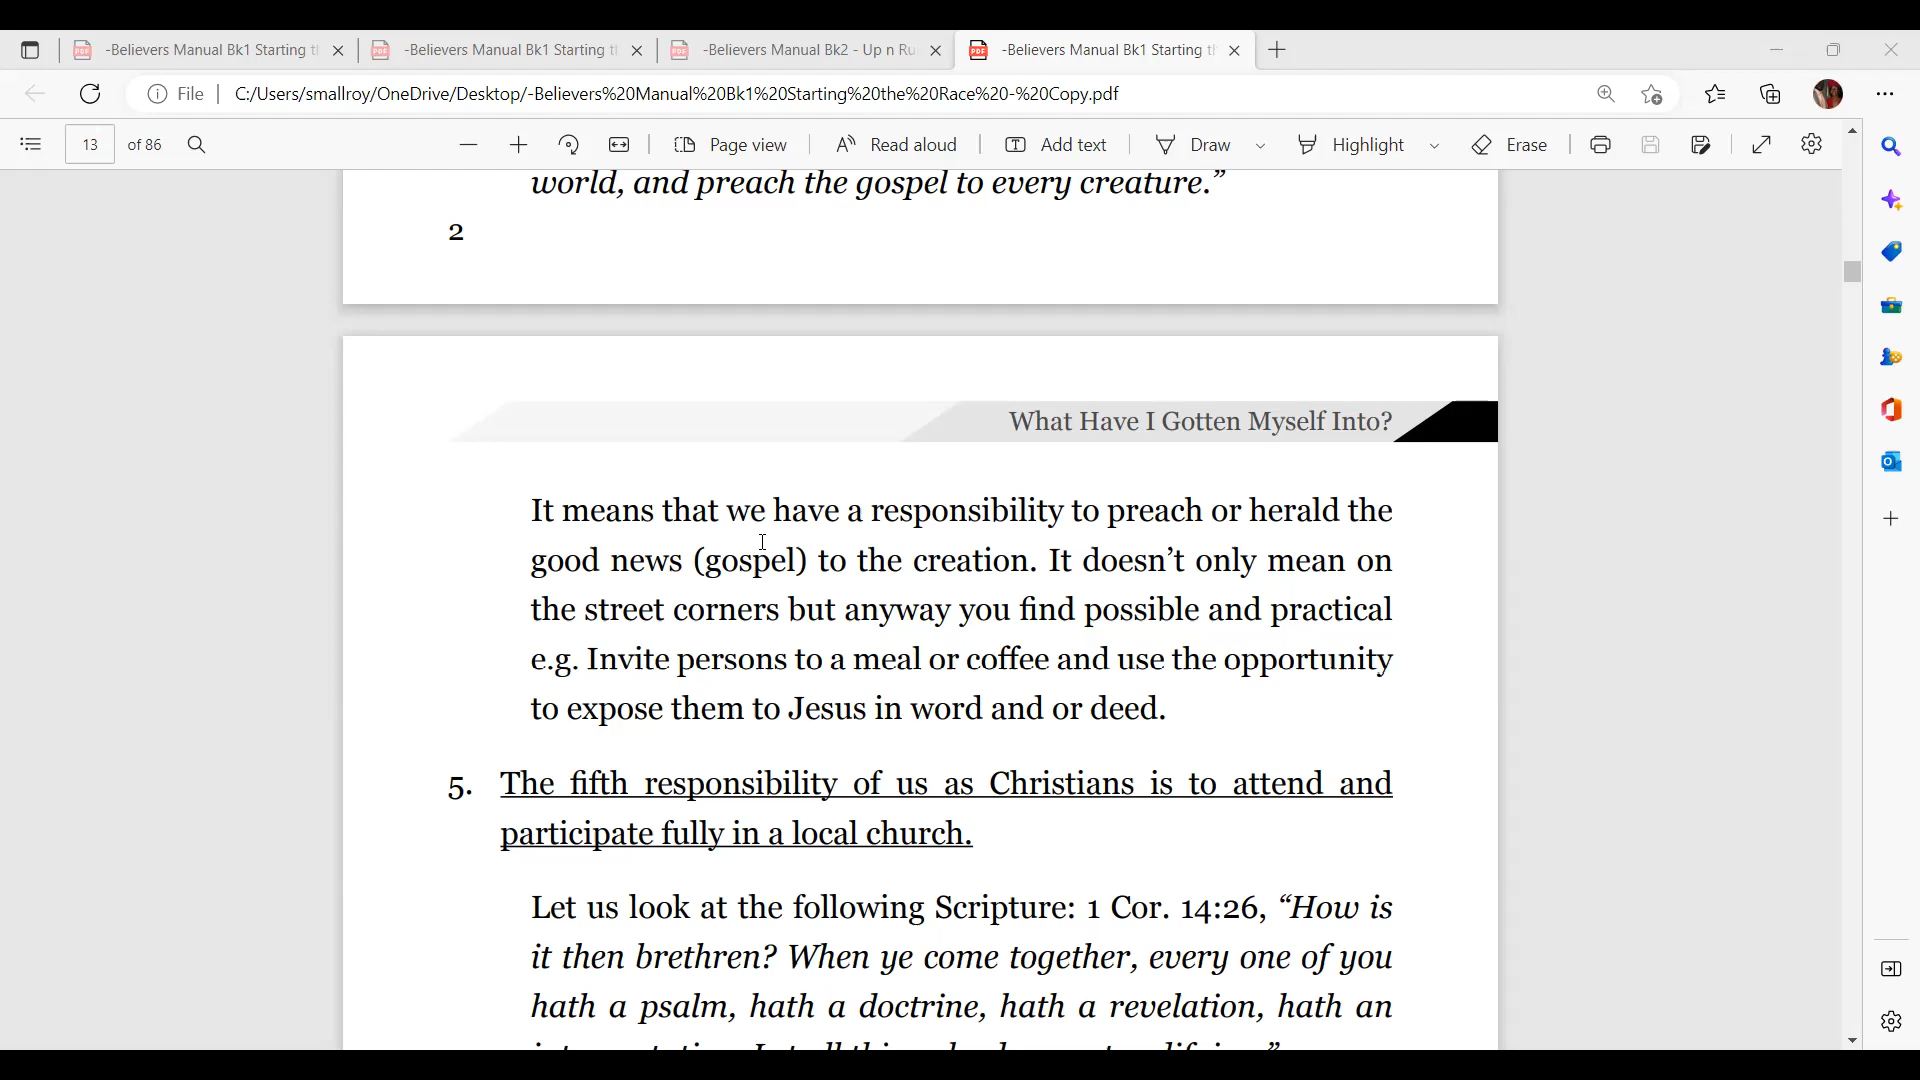 -Believers Manual Bk1 Starting t
-Believers Manual Bk1 Starting t
-Believers Manual Bk2 - Up n Ru
-Believers Manual Bk1 Starting t
File
C:/Users/smallroy/OneDrive/Desktop/-Believers%20Manual%20Bk1%20Starting%20the%20Race%20-%20Copy.pdf
13 of 86
Page view
Read aloud
Add text
Draw
Highlight
Erase
world, and preach the gospel to every creature.”
2
What Have I Gotten Myself Into?
It means that we have a responsibility to preach or herald the
good news (gospel) to the creation. It doesn’t only mean on
the street corners but anyway you find possible and practical
e.g. Invite persons to a meal or coffee and use the opportunity
to expose them to Jesus in word and or deed.
5. The fifth responsibility of us as Christians is to attend and
participate fully in a local church.
Let us look at the following Scripture: 1 Cor. 14:26, “How is
it then brethren? When ye come together, every one of you
hath a psalm, hath a doctrine, hath a revelation, hath an